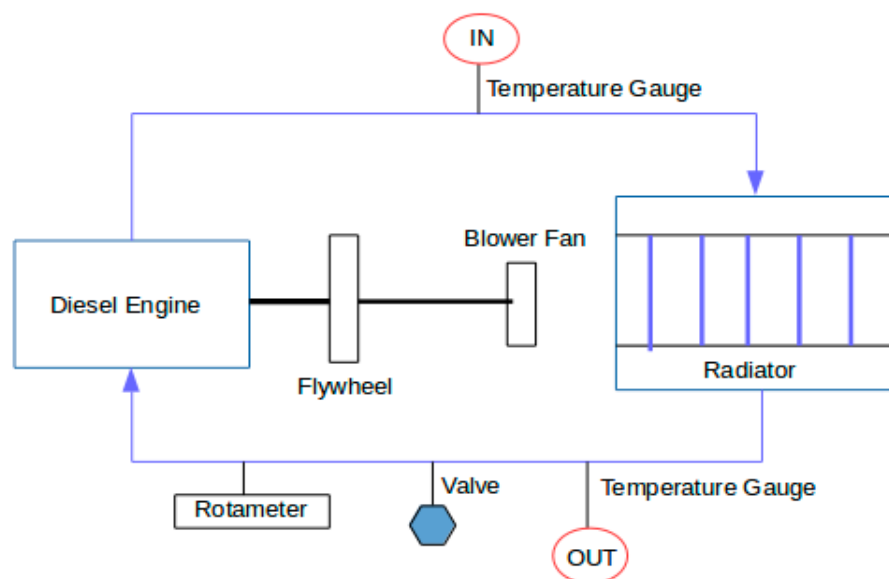 IN
Temperature Gauge
Blower Fan
Diesel Engine
Flywheel
Radiator
Rotameter
Valve
Temperature Gauge
OUT